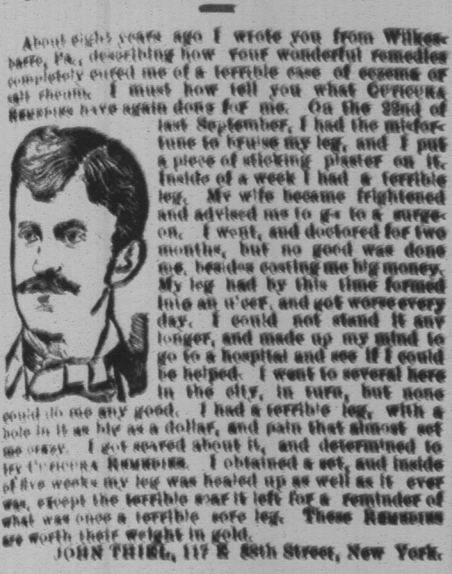 About eight years ago I wrote you from Wilkes-
barre, Pa., describing how your wonderful remedies
completely cured me of a terrible case of eczema or
salt rheum. I must now tell you what CUTICURA
REMEDIES have again done for me. On the 22nd of
last September, I had the misfor-
tune to bruise my leg, and I put
a piece of sticking plaster on it.
Inside of a week I had a terrible
leg. My wife became frightened
and advised me to go to a surge-
on. I went, and doctored for two
months, but no good was done
me, besides costing me big money.
My leg had by this time formed
into an ulcer, and got worse every
day. I could not stand it any
longer, and made up my mind to
go to a hospital and see if I could
be helped. I went to several here
in the city, in turn, but none
could do me any good. I had a terrible leg, with a
hole in it as big as a dollar, and pain that almost set
me crazy. I got scared about it, and determined to
try CUTICURA REMEDIES. I obtained a set, and inside
of five weeks my leg was healed up as well as it ever
was, except the terrible scar it left for a reminder of
what was once a terrible sore leg. These REMEDIES
are worth their weight in gold.
JOHN THIEL, 117 E 88th Street, New York.